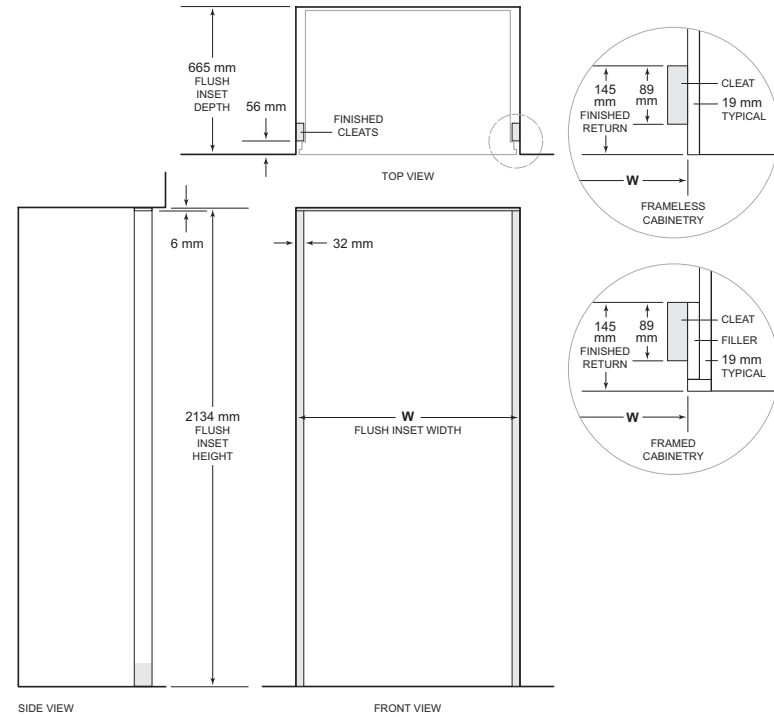 665 mm
FLUSH
INSET
DEPTH
56 mm
FINISHED
CLEATS
TOP VIEW
145
mm
FINISHED
RETURN
89
mm
CLEAT
19 mm
TYPICAL
W
FRAMELESS
CABINETRY
6 mm
32 mm
2134 mm
FLUSH
INSET
HEIGHT
W
FLUSH INSET WIDTH
145
mm
FINISHED
RETURN
89
mm
CLEAT
FILLER
19 mm
TYPICAL
W
FRAMED
CABINETRY
SIDE VIEW
FRONT VIEW